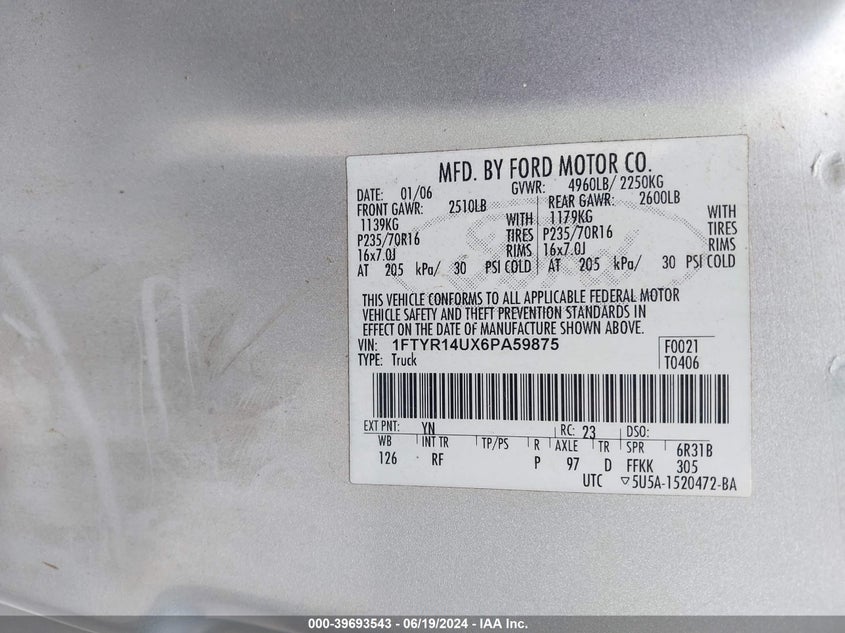 MFD. BY FORD MOTOR CO.
DATE: 01/06 GVWR: 4960LB/ 2250KG
FRONT GAWR: 2510LB REAR GAWR: 2600LB
1139KG WITH 1179KG WITH
P235/70R16 TIRES P235/70R16 TIRES
16x7.0J RIMS 16x7.0J RIMS
AT 205 kPa/ 30 PSI COLD AT 205 kPa/ 30 PSI COLD
THIS VEHICLE CONFORMS TO ALL APPLICABLE FEDERAL MOTOR
VEHICLE SAFETY AND THEFT PREVENTION STANDARDS IN
EFFECT ON THE DATE OF MANUFACTURE SHOWN ABOVE.
VIN: 1FTYR14UX6PA59875 F0021
TYPE: Truck T0406
EXT PNT: YN RC: 23 DSO:
WB INT TR TP/PS R AXLE TR SPR 6R31B
126 RF P 97 D FFKK 305
UTC ▽5U5A-1520472-BA
Ford
000-39693543 - 06/19/2024 - IAA Inc.